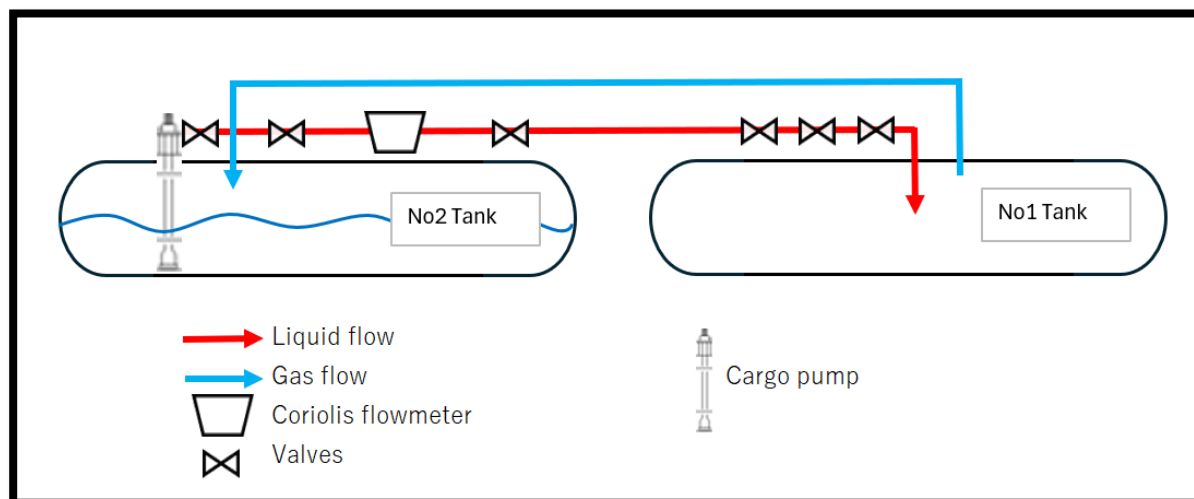 No2 Tank
No1 Tank
Liquid flow
Gas flow
Coriolis flowmeter
Valves
Cargo pump